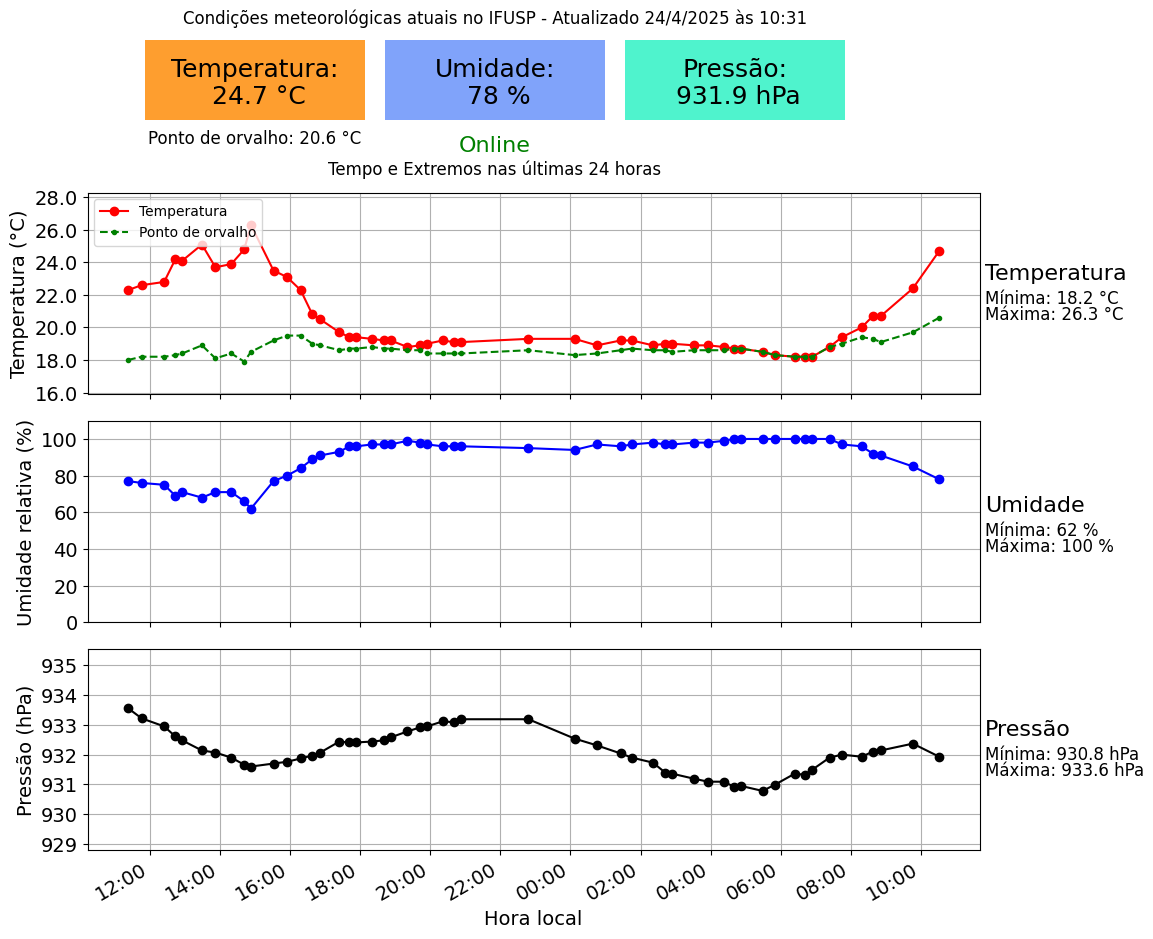 Condições meteorológicas atuais no IFUSP - Atualizado 24/4/2025 às 10:31
Temperatura:
24.7 °C
Umidade:
78 %
Pressão:
931.9 hPa
Ponto de orvalho: 20.6 °C
Online
Tempo e Extremos nas últimas 24 horas
Temperatura (°C)
28.0
26.0
24.0
22.0
20.0
18.0
16.0
Temperatura
Ponto de orvalho
Temperatura
Mínima: 18.2 °C
Máxima: 26.3 °C
Umidade relativa (%)
100
80
60
40
20
0
Umidade
Mínima: 62 %
Máxima: 100 %
Pressão (hPa)
935
934
933
932
931
930
929
Pressão
Mínima: 930.8 hPa
Máxima: 933.6 hPa
12:00
14:00
16:00
18:00
20:00
22:00
00:00
02:00
04:00
06:00
08:00
10:00
Hora local